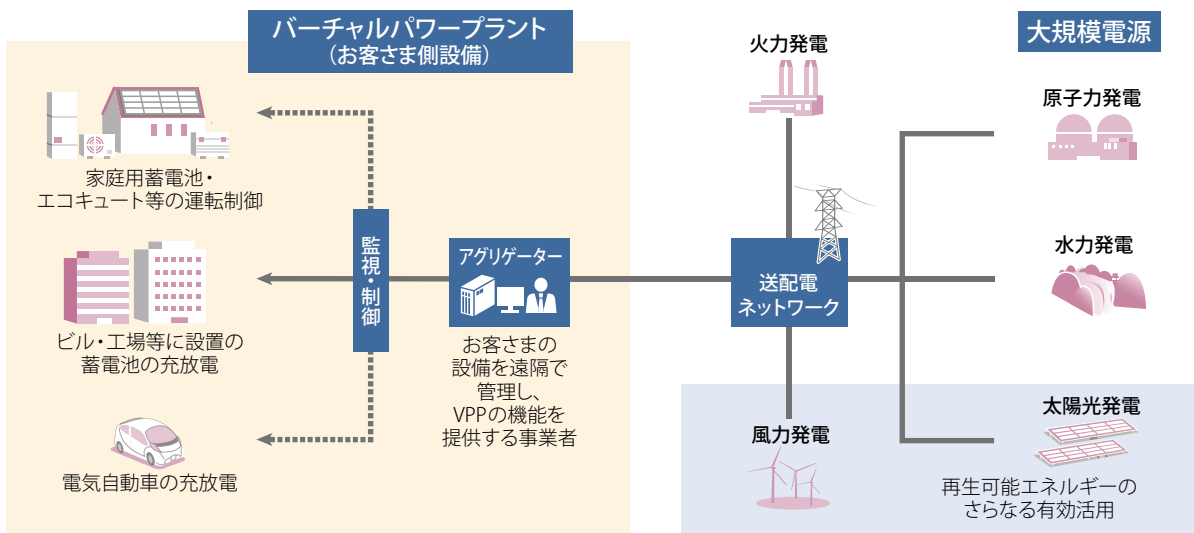 バーチャルパワープラント
（お客さま側設備）
家庭用蓄電池・
エコキュート等の運転制御
ビル・工場等に設置の
蓄電池の充放電
電気自動車の充放電
監視・制御
アグリゲーター
お客さまの
設備を遠隔で
管理し、
VPPの機能を
提供する事業者
送配電
ネットワーク
火力発電
風力発電
大規模電源
原子力発電
水力発電
太陽光発電
再生可能エネルギーの
さらなる有効活用